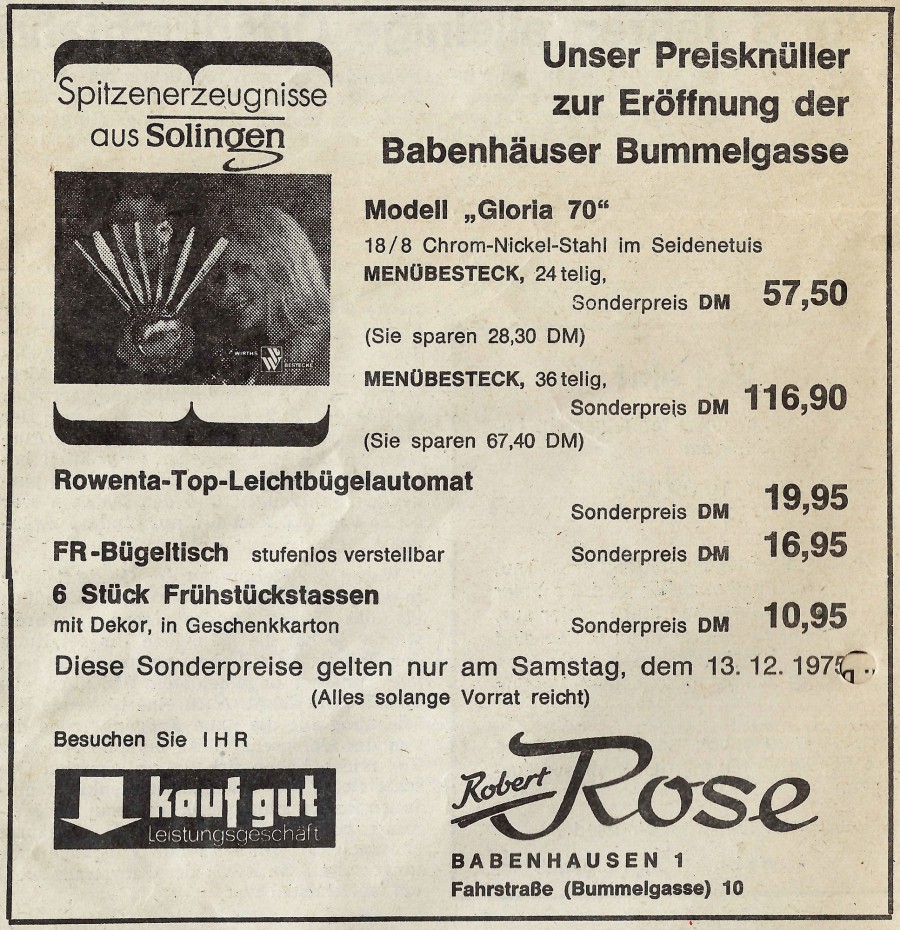 Spitzenerzeugnisse
aus Solingen
WIRTHS
BESTECKE
Unser Preisknüller
zur Eröffnung der
Babenhäuser Bummelgasse
Modell „Gloria 70“
18/8 Chrom-Nickel-Stahl im Seidenetuis
MENÜBESTECK, 24 teilig,
Sonderpreis DM 57,50
(Sie sparen 28,30 DM)
MENÜBESTECK, 36 telig,
Sonderpreis DM 116,90
(Sie sparen 67,40 DM)
Rowenta-Top-Leichtbügelautomat
Sonderpreis DM 19,95
FR-Bügeltisch stufenlos verstellbar Sonderpreis DM 16,95
6 Stück Frühstückstassen
mit Dekor, in Geschenkkarton Sonderpreis DM 10,95
Diese Sonderpreise gelten nur am Samstag, dem 13. 12. 1975
(Alles solange Vorrat reicht)
Besuchen Sie IHR
kauf gut
Leistungsgeschäft
Robert Rose
BABENHAUSEN 1
Fahrstraße (Bummelgasse) 10